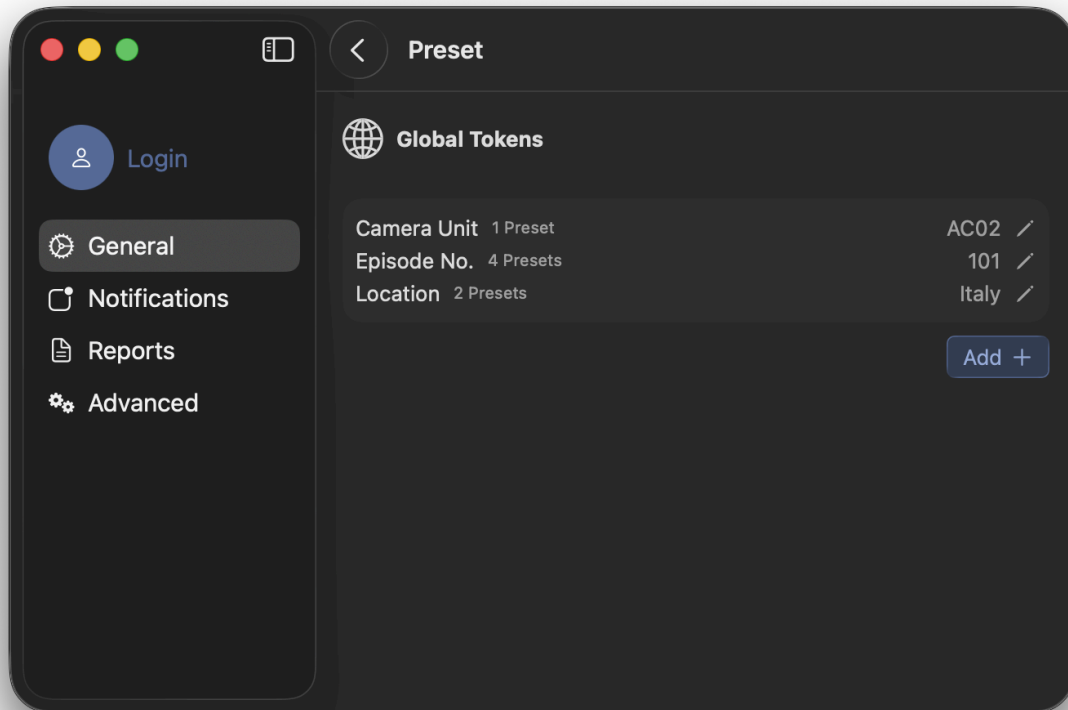 Preset
Login
General
Notifications
Reports
Advanced
Global Tokens
Camera Unit 1 Preset AC02
Episode No. 4 Presets 101
Location 2 Presets Italy
Add +